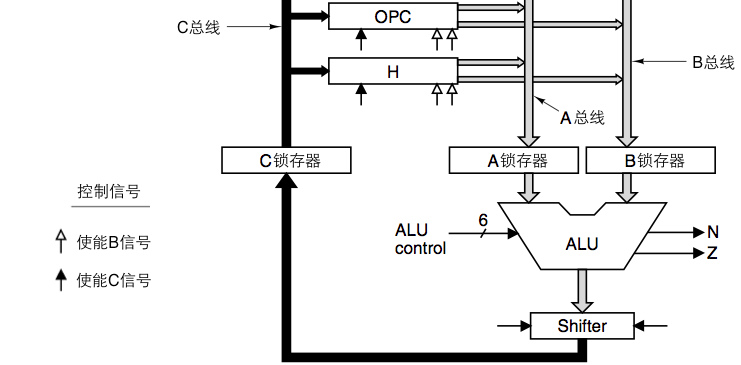 OPC
C总线
H
B总线
A总线
C锁存器
A锁存器
B锁存器
控制信号
使能B信号
使能C信号
ALU
control
6
ALU
N
Z
Shifter